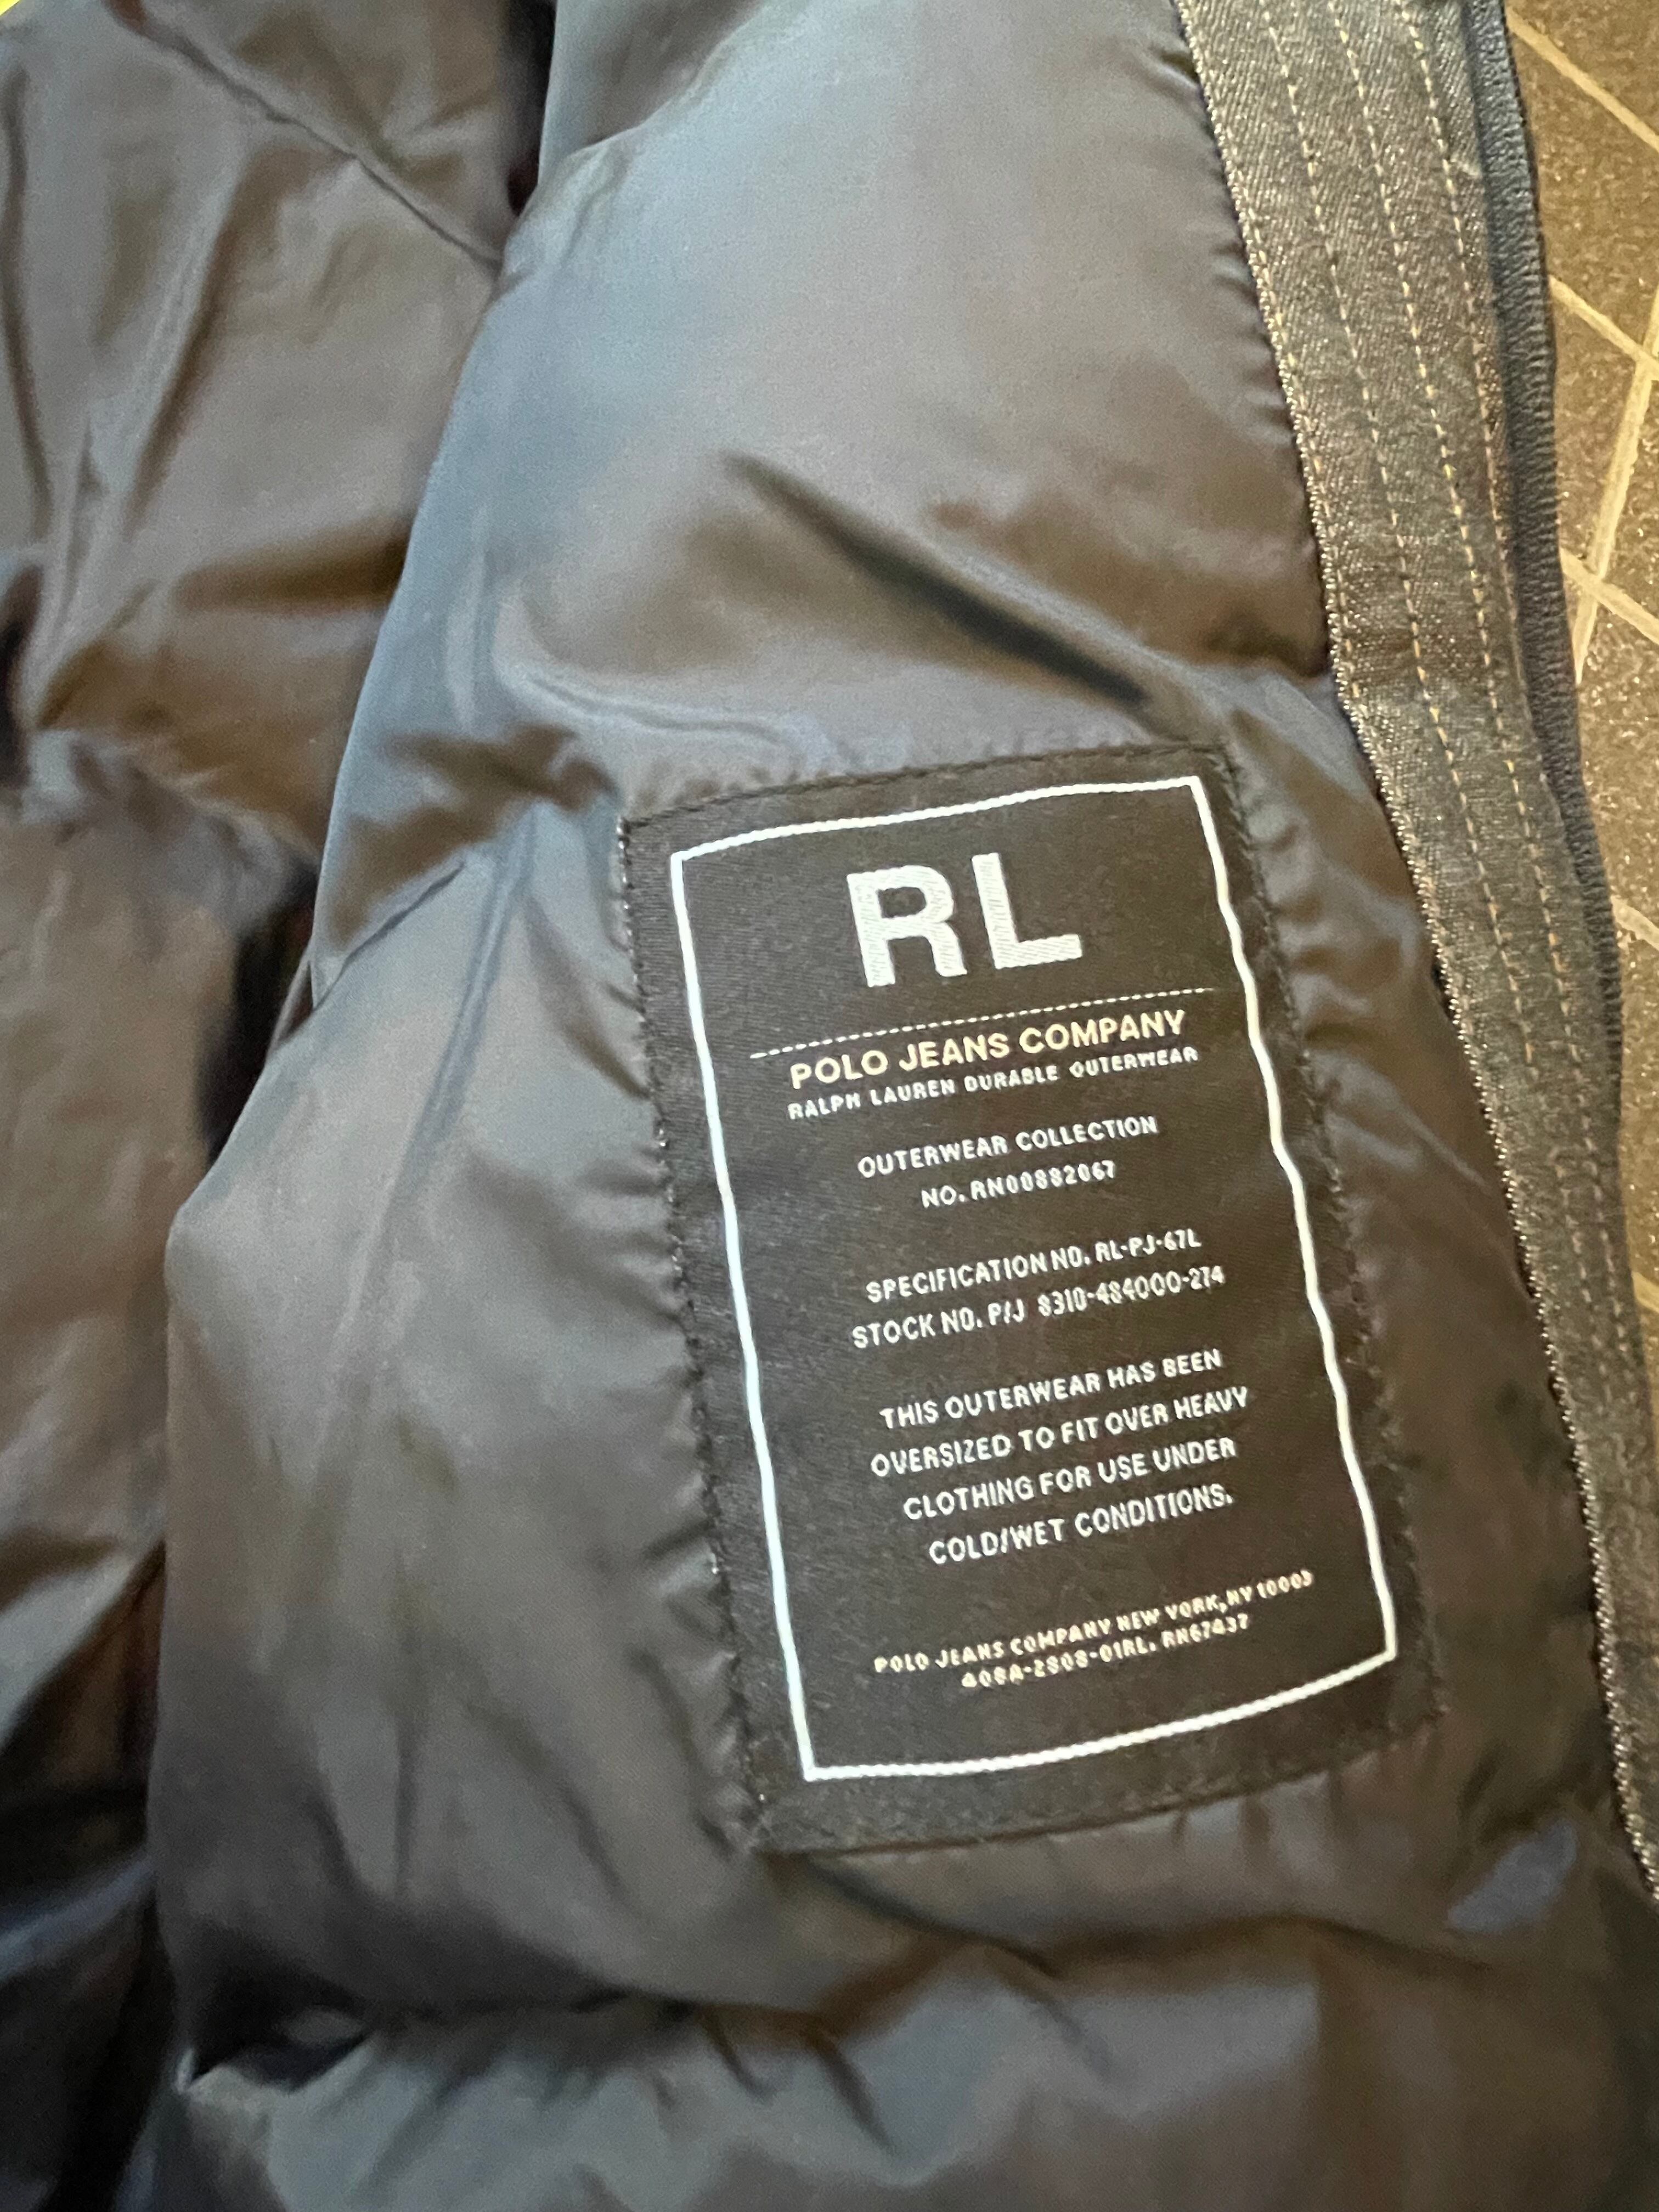 RL
POLO JEANS COMPANY
RALPH LAUREN DURABLE OUTERWEAR
OUTERWEAR COLLECTION
NO. RN00882067
SPECIFICATION NO. RL-PJ-67L
STOCK NO. P/J 8310-484000-274
THIS OUTERWEAR HAS BEEN
OVERSIZED TO FIT OVER HEAVY
CLOTHING FOR USE UNDER
COLD/WET CONDITIONS.
POLO JEANS COMPANY NEW YORK, NY 10003
408A-2808-01RL. RN67437